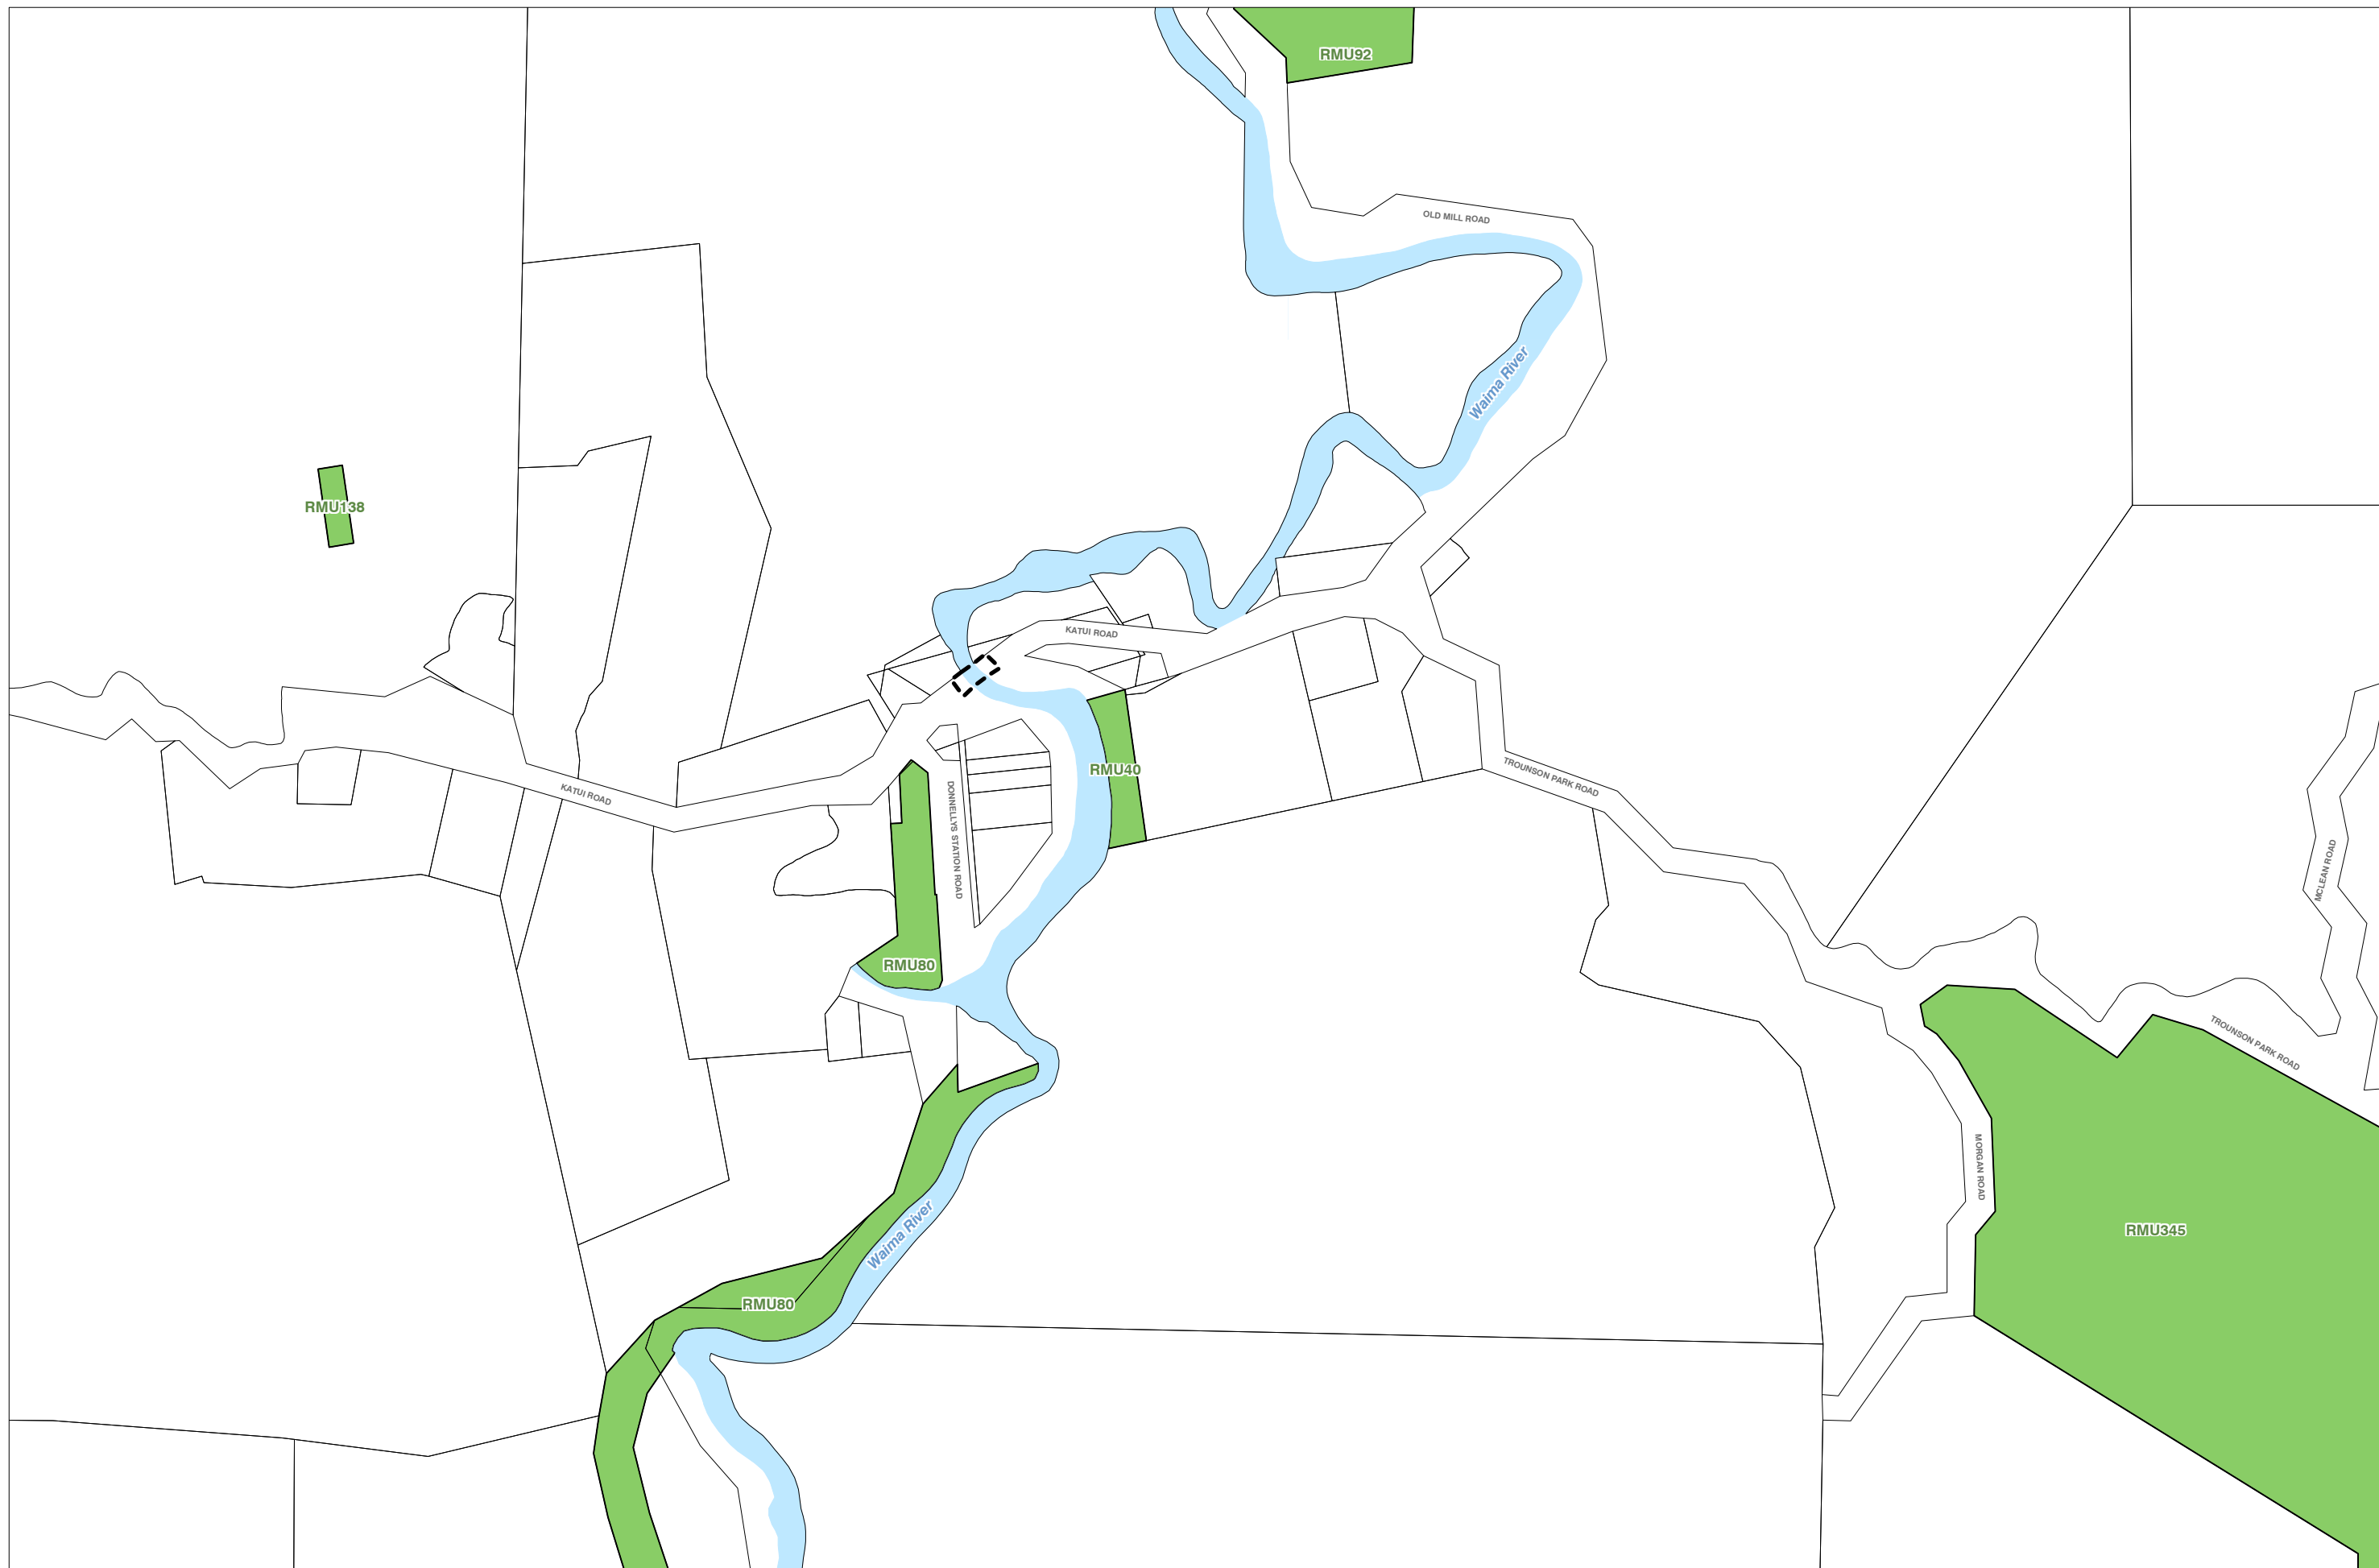 RMU92
OLD MILL ROAD
Waima River
RMU138
KATUI ROAD
RMU40
TROUNSON PARK ROAD
KATUI ROAD
DONNELLYS STATION ROAD
MCLEAN ROAD
RMU80
TROUNSON PARK ROAD
MORGAN ROAD
Waima River
RMU345
RMU80